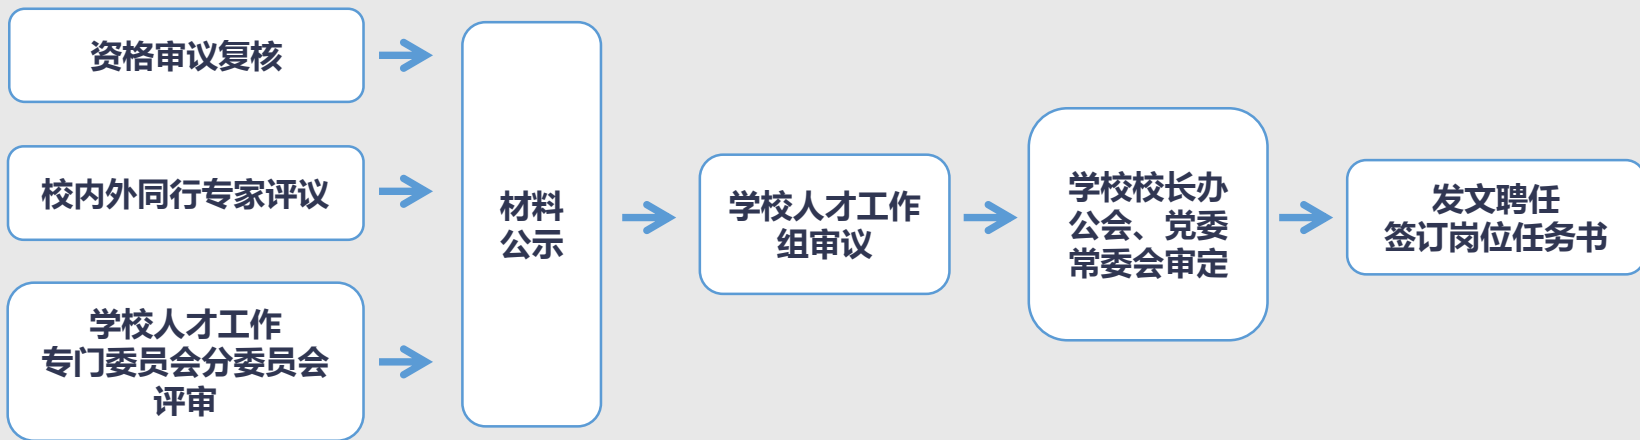 资格审议复核
校内外同行专家评议
学校人才工作
专门委员会分委员会
评审
材料
公示
学校人才工作
组审议
学校校长办
公会、党委
常委会审定
发文聘任
签订岗位任务书